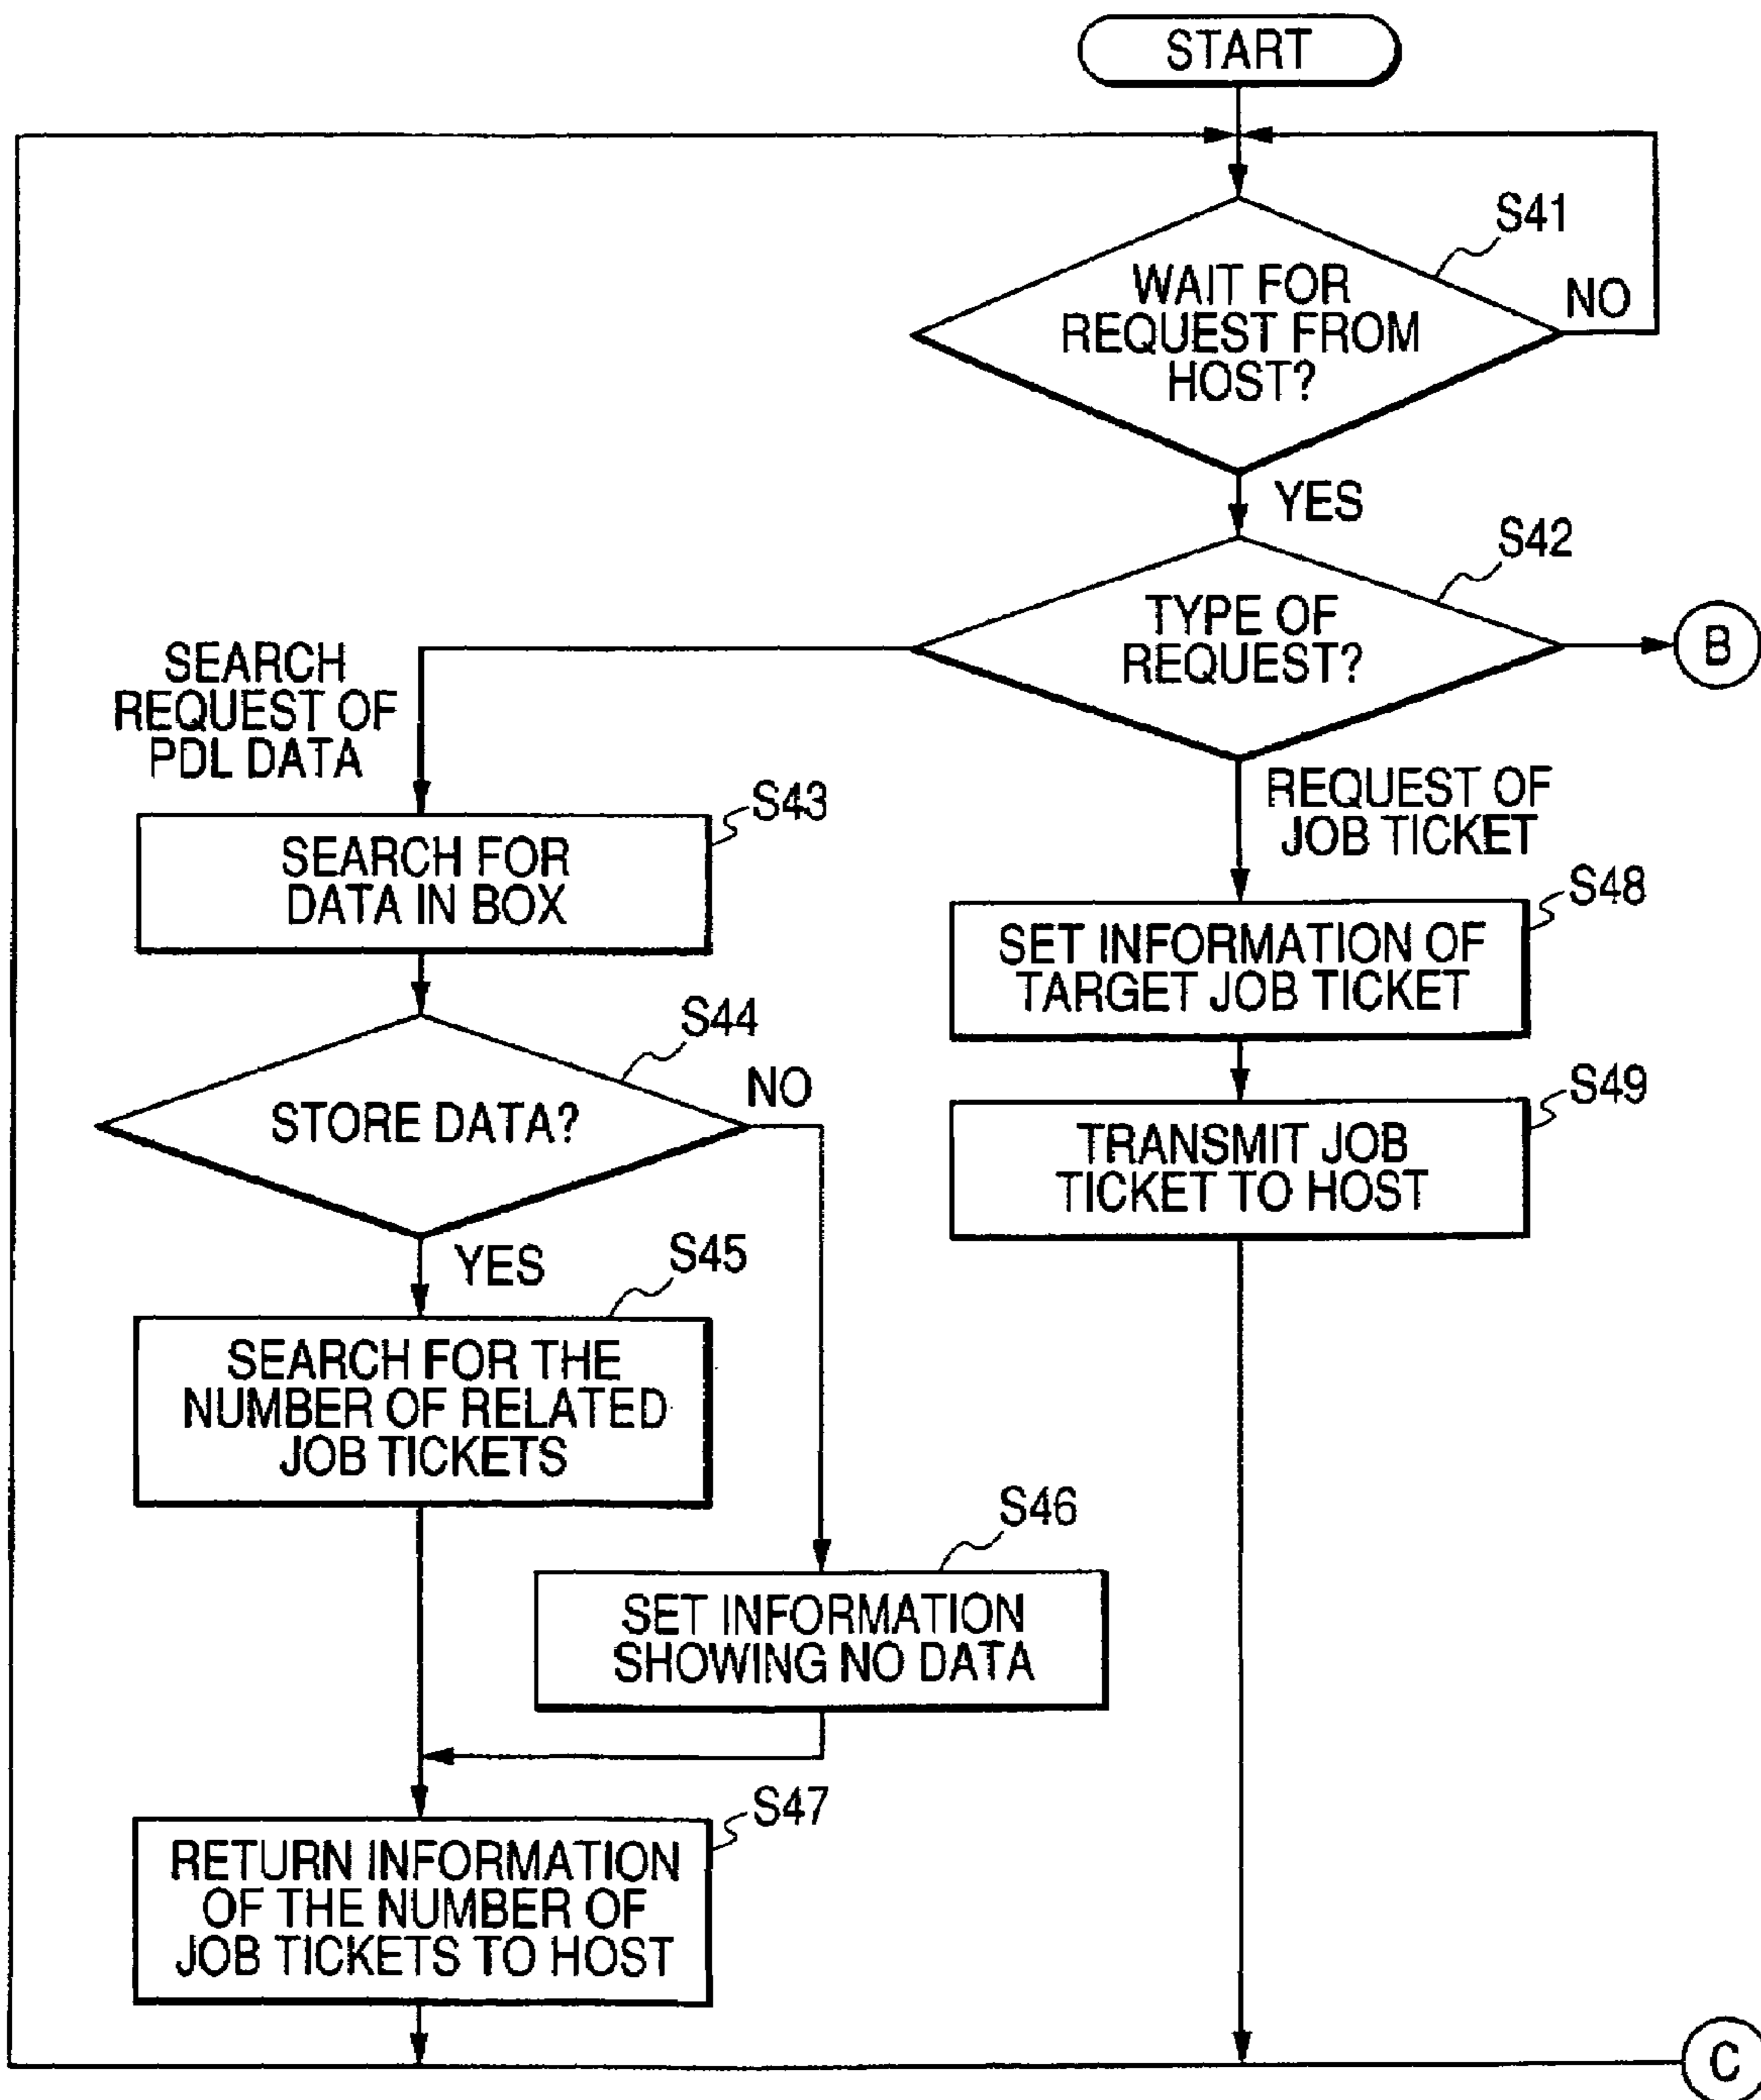 START
S41
WAIT FOR
REQUEST FROM
HOST?
NO
YES
S42
TYPE OF
REQUEST?
B
SEARCH
REQUEST OF
PDL DATA
REQUEST OF
JOB TICKET
S43
SEARCH FOR
DATA IN BOX
S48
SET INFORMATION OF
TARGET JOB TICKET
S44
STORE DATA?
NO
YES
S49
TRANSMIT JOB
TICKET TO HOST
S45
SEARCH FOR THE
NUMBER OF RELATED
JOB TICKETS
S46
SET INFORMATION
SHOWING NO DATA
S47
RETURN INFORMATION
OF THE NUMBER OF
JOB TICKETS TO HOST
C